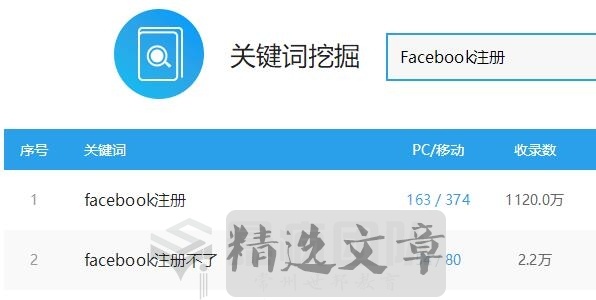 关键词挖掘
Facebook注册
序号 关键词 PC/移动 收录数
1 facebook注册 163 / 374 1120.0万
2 facebook注册不了 / 80 2.2万
精选文章